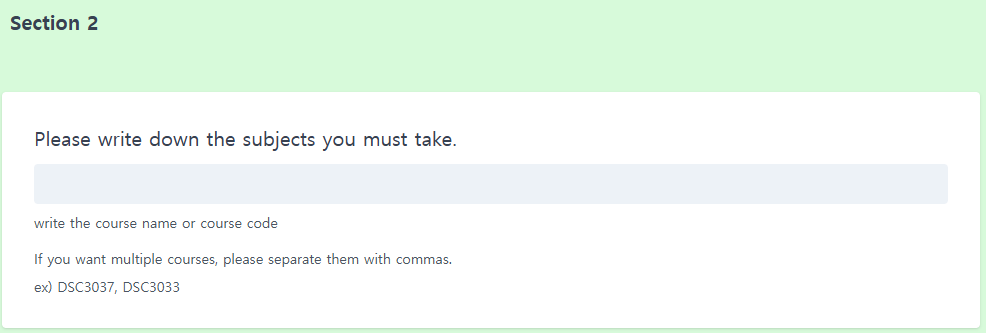 Section 2
Please write down the subjects you must take.
write the course name or course code
If you want multiple courses, please separate them with commas.
ex) DSC3037, DSC3033